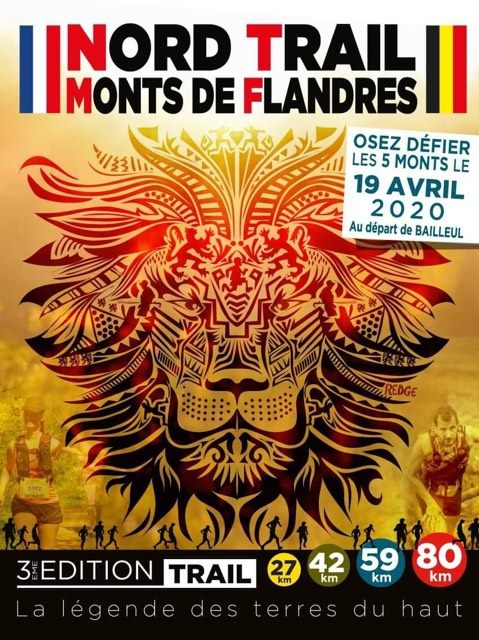 NORD TRAIL
MONTS DE FLANDRES
OSEZ DÉFIER
LES 5 MONTS LE
19 AVRIL
2020
Au départ de BAILLEUL
REDGE
3352
3EME EDITION TRAIL 27 km 42 km 59 km 80 km
La légende des terres du haut